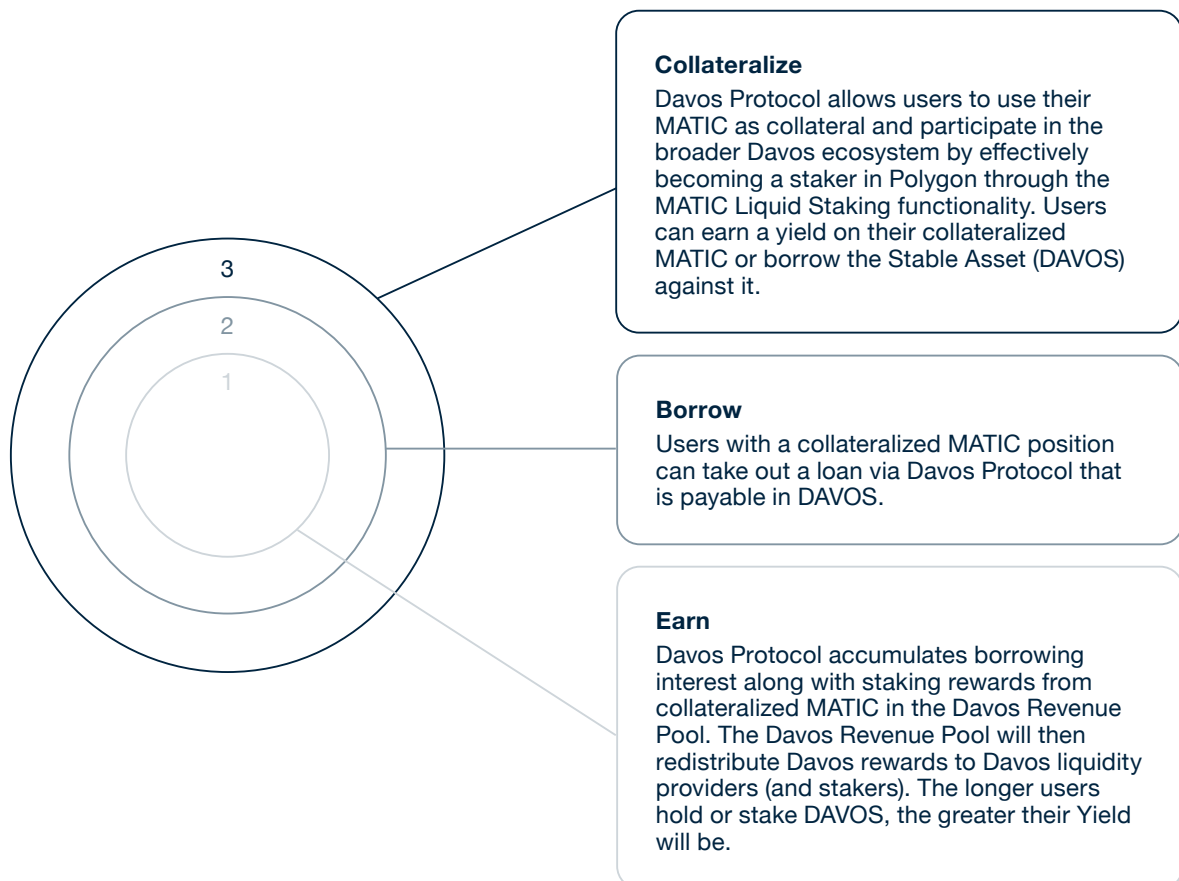 Collateralize
Davos Protocol allows users to use their
MATIC as collateral and participate in the
broader Davos ecosystem by effectively
becoming a staker in Polygon through the
MATIC Liquid Staking functionality. Users
can earn a yield on their collateralized
MATIC or borrow the Stable Asset (DAVOS)
against it.
3
2
1
Borrow
Users with a collateralized MATIC position
can take out a loan via Davos Protocol that
is payable in DAVOS.
Earn
Davos Protocol accumulates borrowing
interest along with staking rewards from
collateralized MATIC in the Davos Revenue
Pool. The Davos Revenue Pool will then
redistribute Davos rewards to Davos liquidity
providers (and stakers). The longer users
hold or stake DAVOS, the greater their Yield
will be.